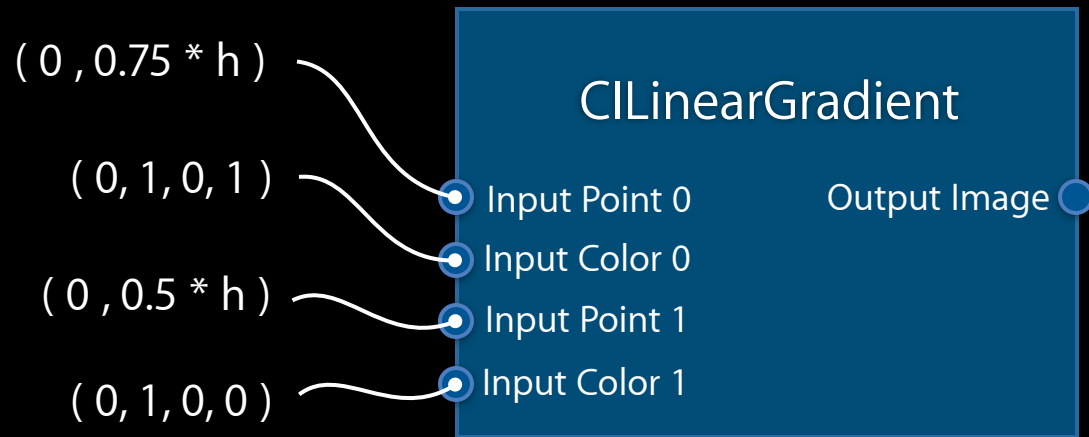 ( 0 , 0.75 * h )
( 0, 1, 0, 1 )
( 0 , 0.5 * h )
( 0, 1, 0, 0 )
CILinearGradient
Input Point 0
Output Image
Input Color 0
Input Point 1
Input Color 1